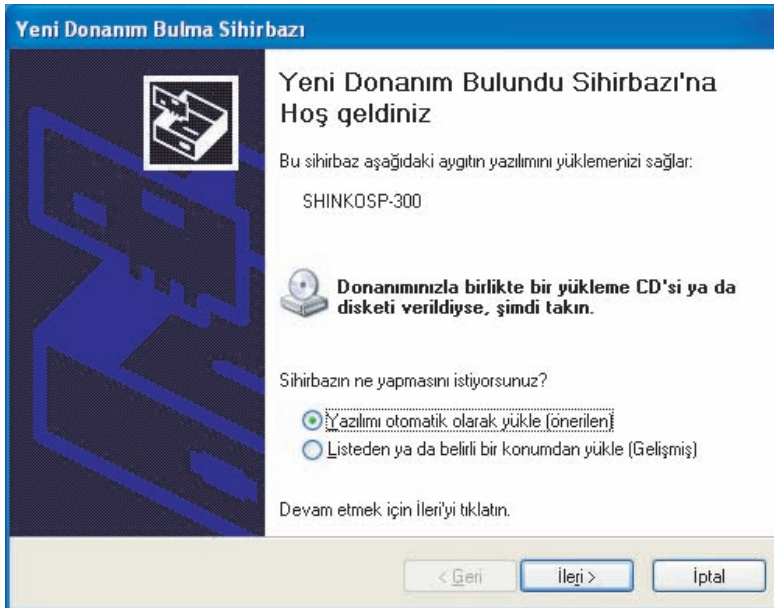 Yeni Donanım Bulma Sihirbazı
Yeni Donanım Bulundu Sihirbazı'na
Hoş geldiniz
Bu sihirbaz aşağıdaki aygıtın yazılımını yüklemenizi sağlar:
SHINKOSP-300
Donanımınızla birlikte bir yükleme CD'si ya da
disketi verildiyse, şimdi takın.
Sihirbazın ne yapmasını istiyorsunuz?
Yazılımı otomatik olarak yükle (önerilen)
Listeden ya da belirli bir konumdan yükle (Gelişmiş)
Devam etmek için İleri'yi tıklatın.
< Geri İleri > İptal